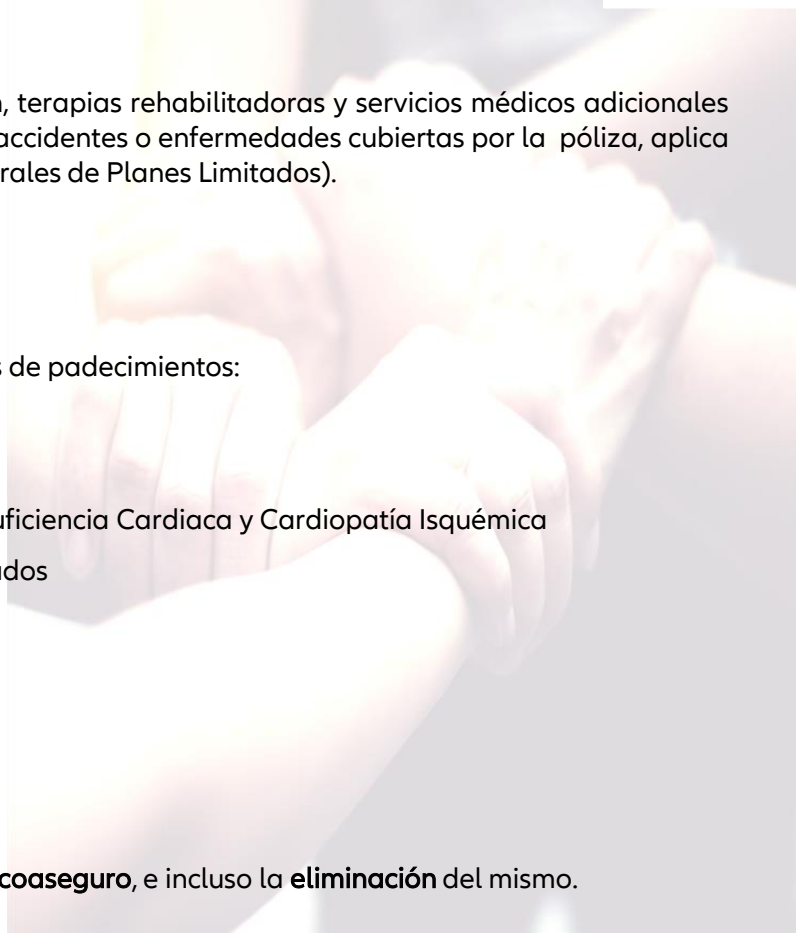 , terapias rehabilitadoras y servicios médicos adicionales
accidentes o enfermedades cubiertas por la póliza, aplica
rales de Planes Limitados).
s de padecimientos:
uficiencia Cardiaca y Cardiopatía Isquémica
dos
coaseguro, e incluso la eliminación del mismo.